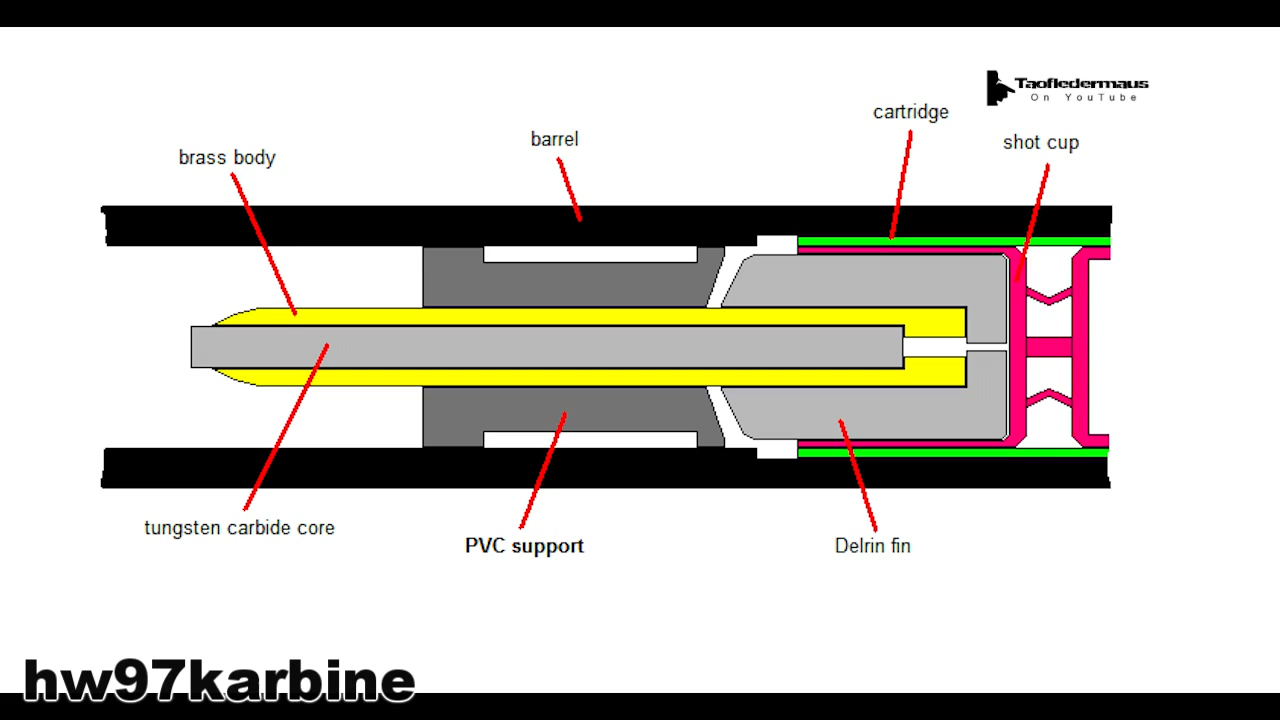 Taofledermaus
On YouTube
cartridge
shot cup
barrel
brass body
tungsten carbide core
PVC support
Delrin fin
hw97karbine